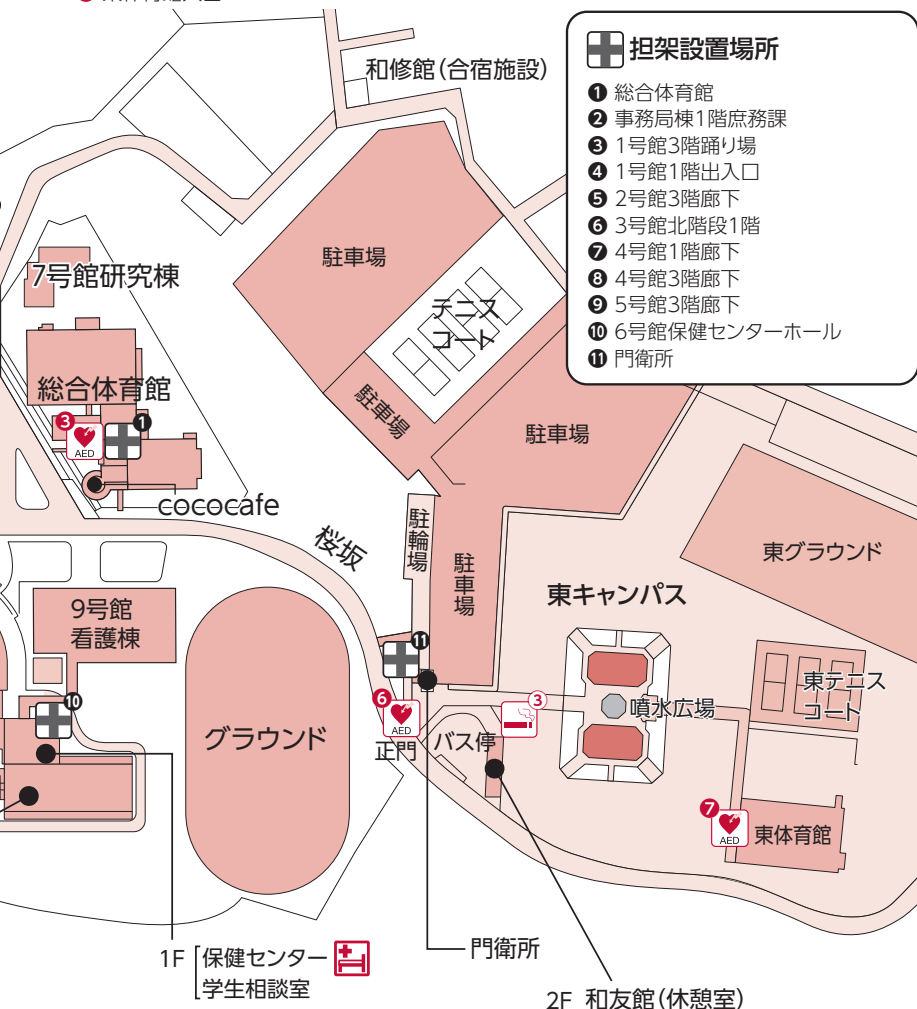 和修館(合宿施設)
担架設置場所
❶ 総合体育館
❷ 事務局棟1階庶務課
❸ 1号館3階踊り場
❹ 1号館1階出入口
❺ 2号館3階廊下
❻ 3号館北階段1階
❼ 4号館1階廊下
❽ 4号館3階廊下
❾ 5号館3階廊下
❿ 6号館保健センターホール
⓫ 門衛所
駐車場
7号館研究棟
テニス
コート
総合体育館
❸
AED
❶
駐車場
駐車場
cococafe
桜坂
駐輪場
駐車場
東グラウンド
東キャンパス
9号館
看護棟
⓫
❿
❻
AED
正門
バス停
③
噴水広場
東テニス
コート
グラウンド
❼
AED
東体育館
1F
保健センター
学生相談室
門衛所
2F 和友館(休憩室)